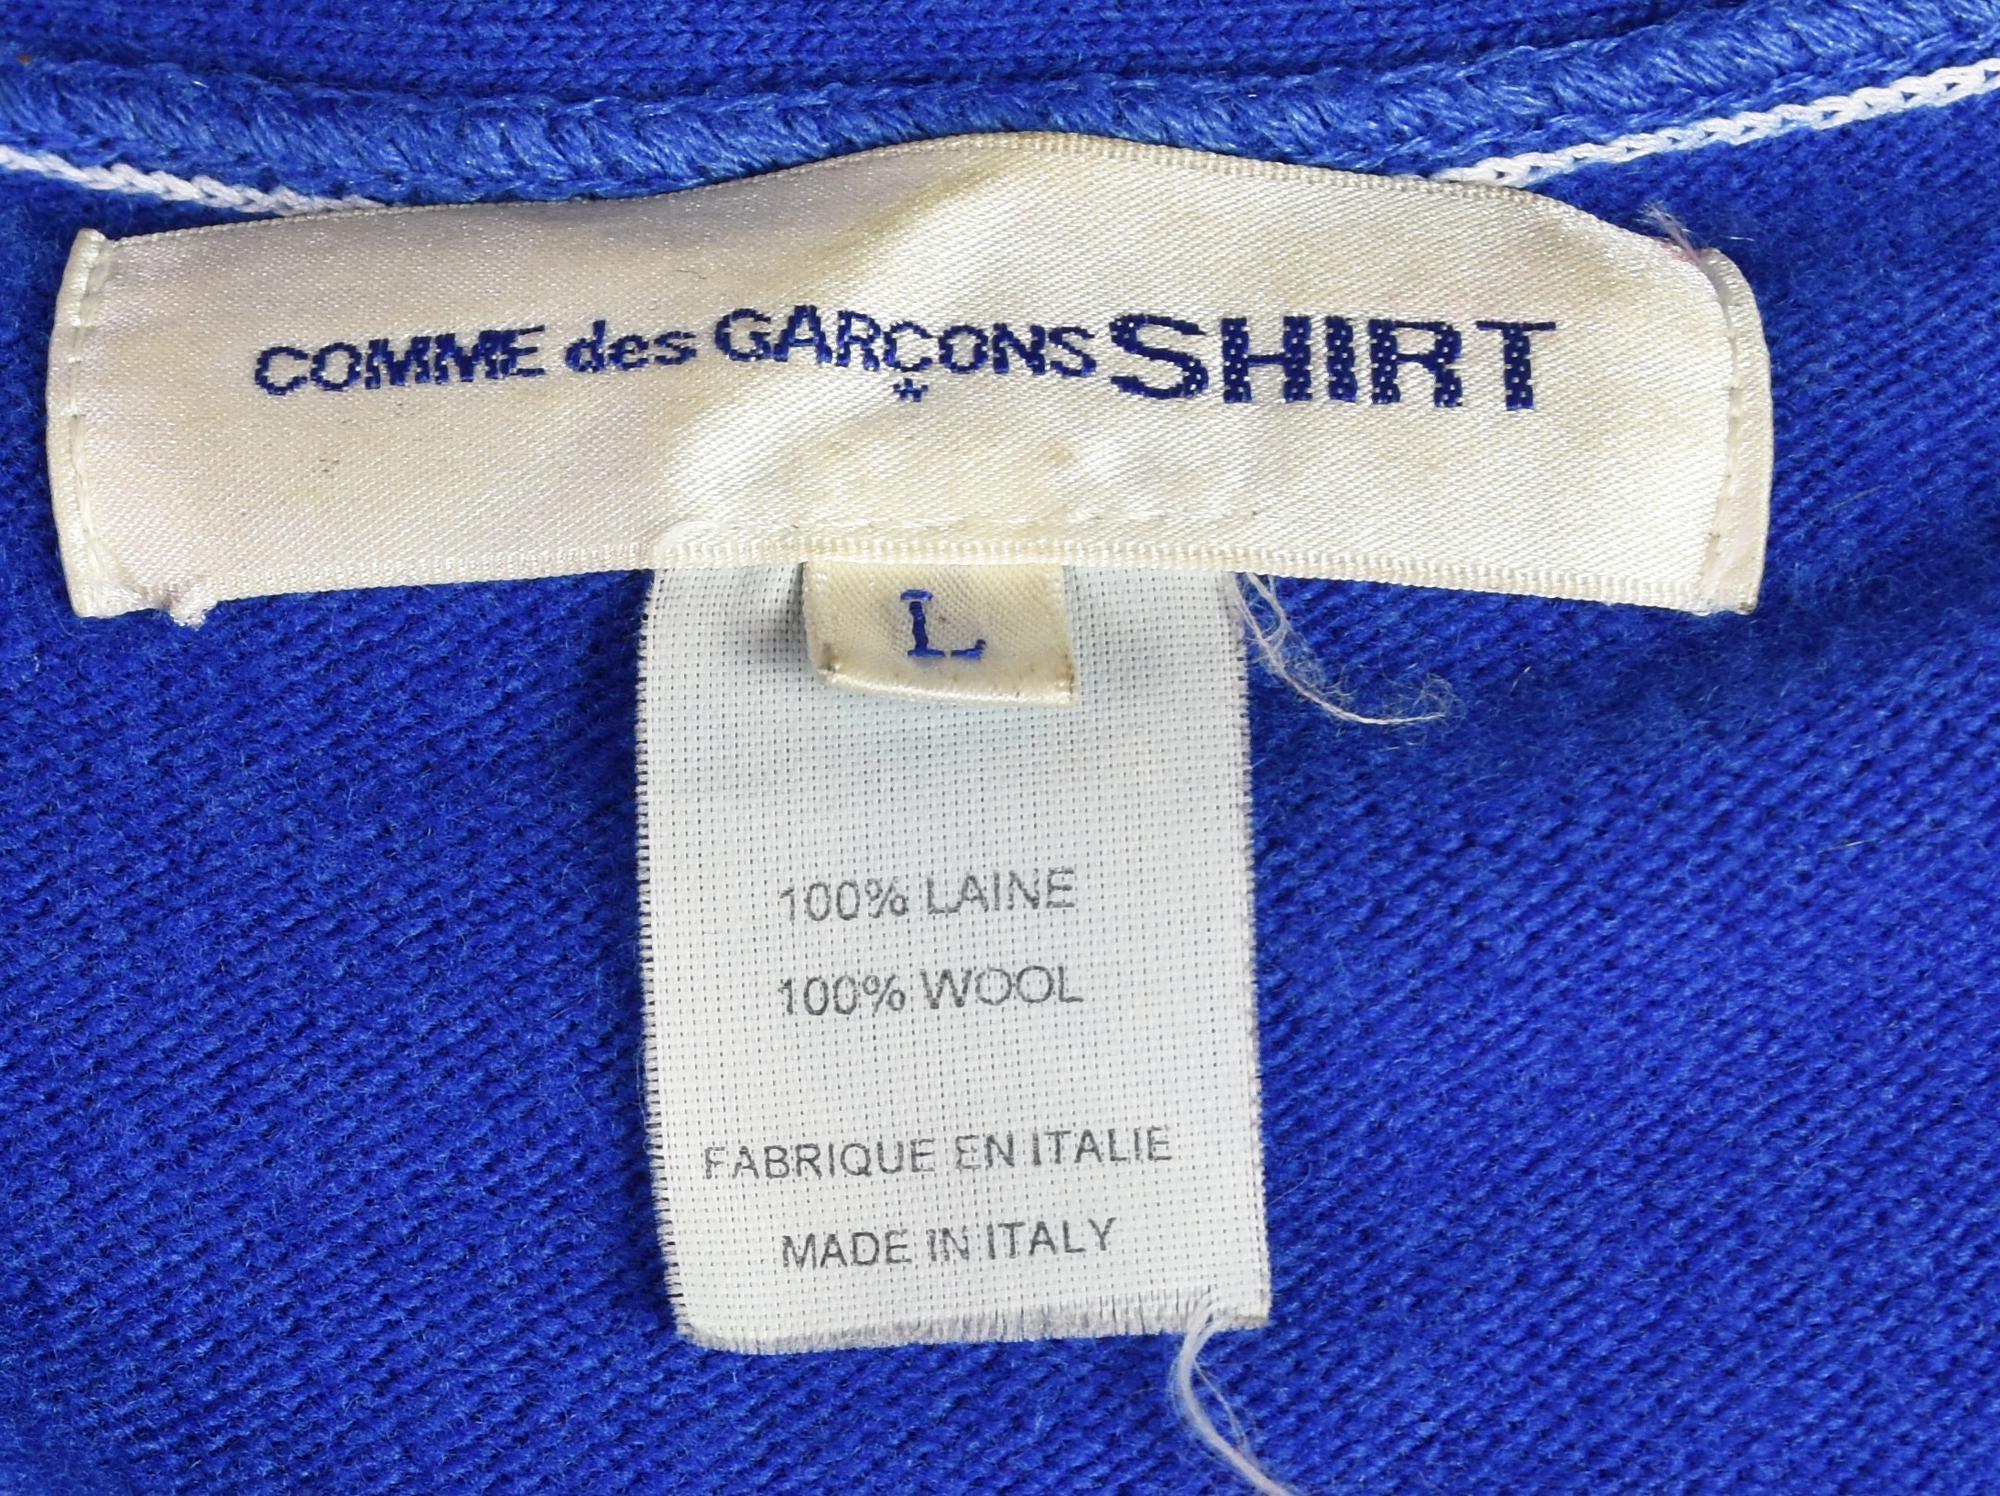 COMME des GARÇONS SHIRT
L
100% LAINE
100% WOOL
FABRIQUE EN ITALIE
MADE IN ITALY